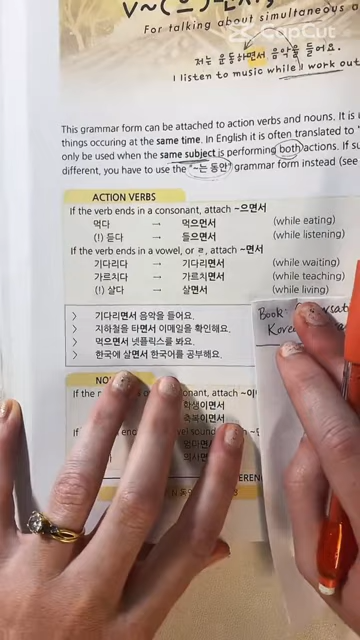 V~(으)면서
For talking about simultaneous a
CapCut
저는 운동하면서 음악을 들어요.
I listen to music while I work out
This grammar form can be attached to action verbs and nouns. It is u
things occurring at the same time. In English it is often translated to "
only be used when the same subject is performing both actions. If su
different, you have to use the "~는 동안" grammar form instead (see
ACTION VERBS
If the verb ends in a consonant, attach ~으면서
먹다 → 먹으면서 (while eating)
(!) 듣다 → 들으면서 (while listening)
If the verb ends in a vowel, or ㄹ, attach ~면서
기다리다 → 기다리면서 (while waiting)
가르치다 → 가르치면서 (while teaching)
(!) 살다 → 살면서 (while living)
> 기다리면서 음악을 들어요.
> 지하철을 타면서 이메일을 확인해요.
> 먹으면서 넷플릭스를 봐요.
> 한국에 살면서 한국어를 공부해요.
Book:
Korea
NO
If the onant, attach ~이
학생이면서
면서
If en sound
의사면서